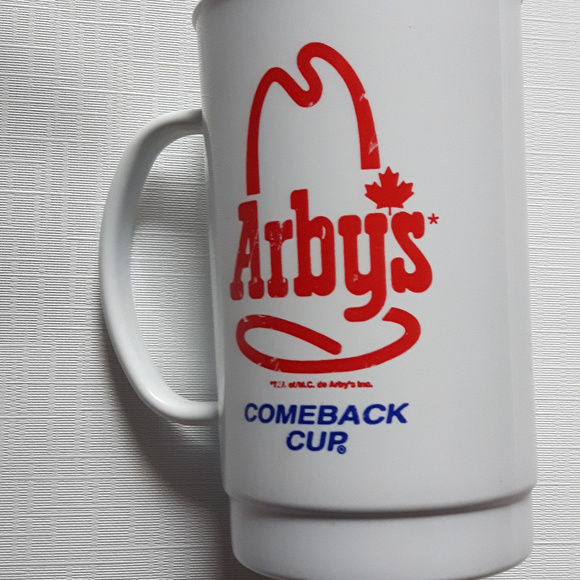 Arby's*
*T.M. of/M.C. de Arby's Inc.
COMEBACK
CUP®